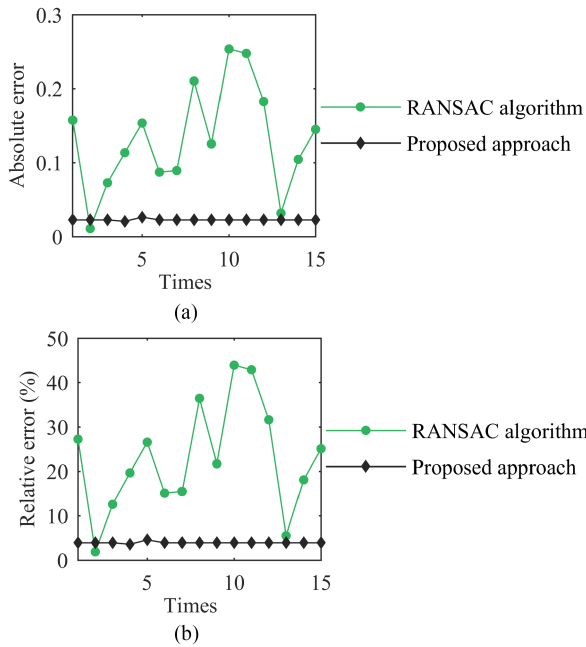 0.3
0.2
0.1
0
Absolute error
5
10
15
Times
RANSAC algorithm
Proposed approach
(a)
50
40
30
20
10
0
Relative error (%)
5
10
15
Times
RANSAC algorithm
Proposed approach
(b)